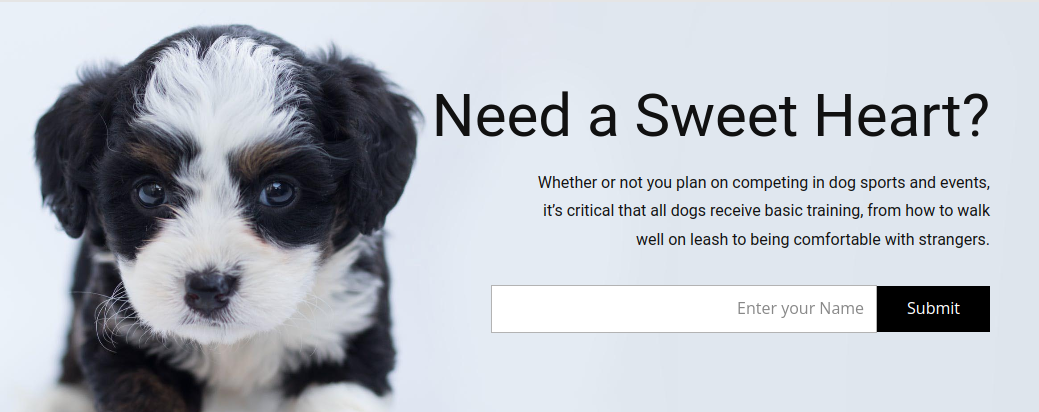 Need a Sweet Heart?
Whether or not you plan on competing in dog sports and events,
it’s critical that all dogs receive basic training, from how to walk
well on leash to being comfortable with strangers.
Enter your Name
Submit